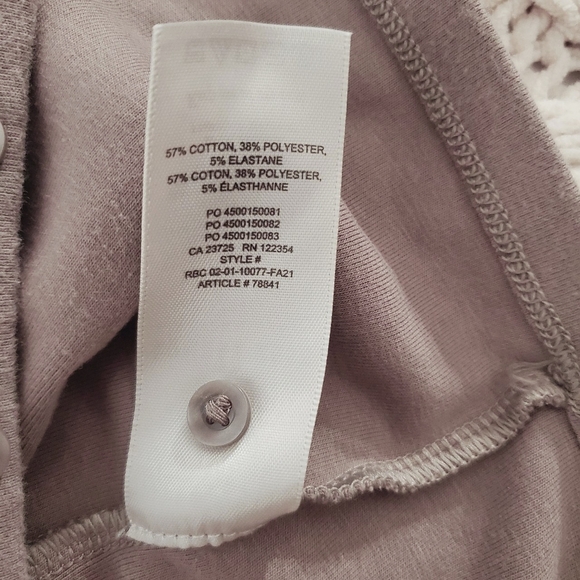 57% COTTON, 38% POLYESTER,
5% ELASTANE
57% COTON, 38% POLYESTER,
5% ÉLASTHANNE
PO 4500150081
PO 4500150082
PO 4500150083
CA 23725 RN 122354
STYLE #
RBC 02-01-10077-FA21
ARTICLE # 78841